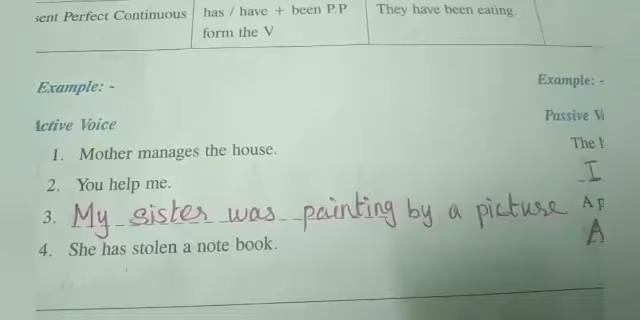 sent Perfect Continuous
has / have + been P.P
form the V
They have been eating.
Example: -
Example: -
Active Voice
Passive
1. Mother manages the house.
The
2. You help me.
I
3. My sister was painting by a picture
A
4. She has stolen a note book.
A